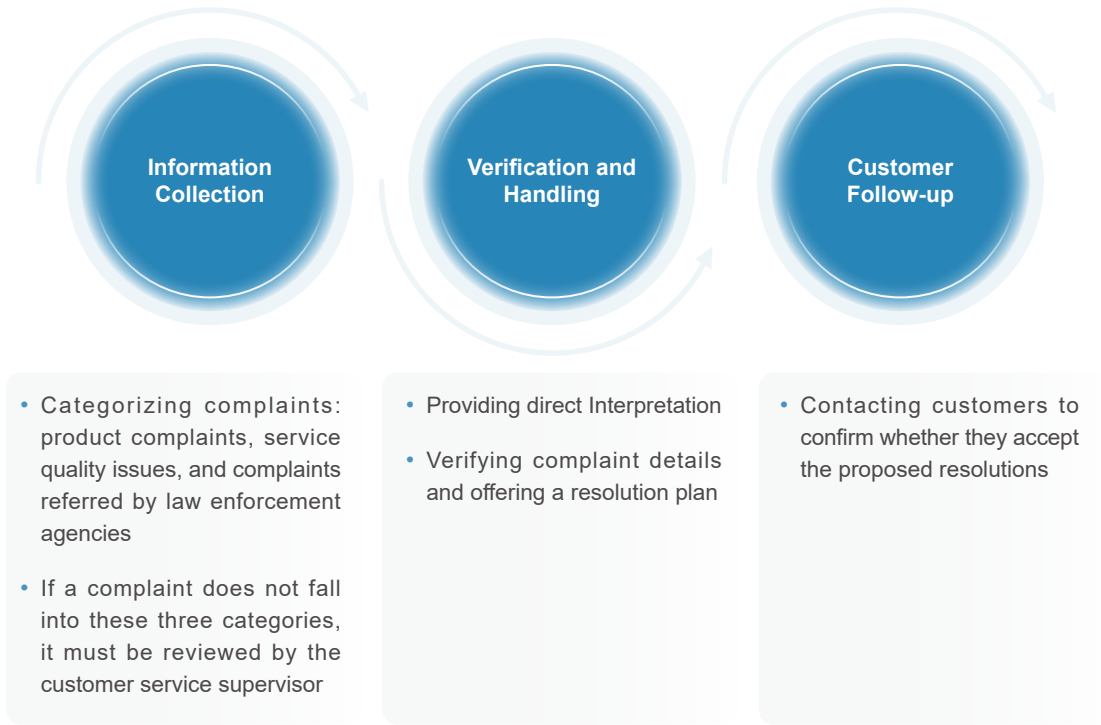 Information
Collection
Verification and
Handling
Customer
Follow-up
• Categorizing complaints:
product complaints, service
quality issues, and complaints
referred by law enforcement
agencies
• If a complaint does not fall
into these three categories,
it must be reviewed by the
customer service supervisor
• Providing direct Interpretation
• Verifying complaint details
and offering a resolution plan
• Contacting customers to
confirm whether they accept
the proposed resolutions